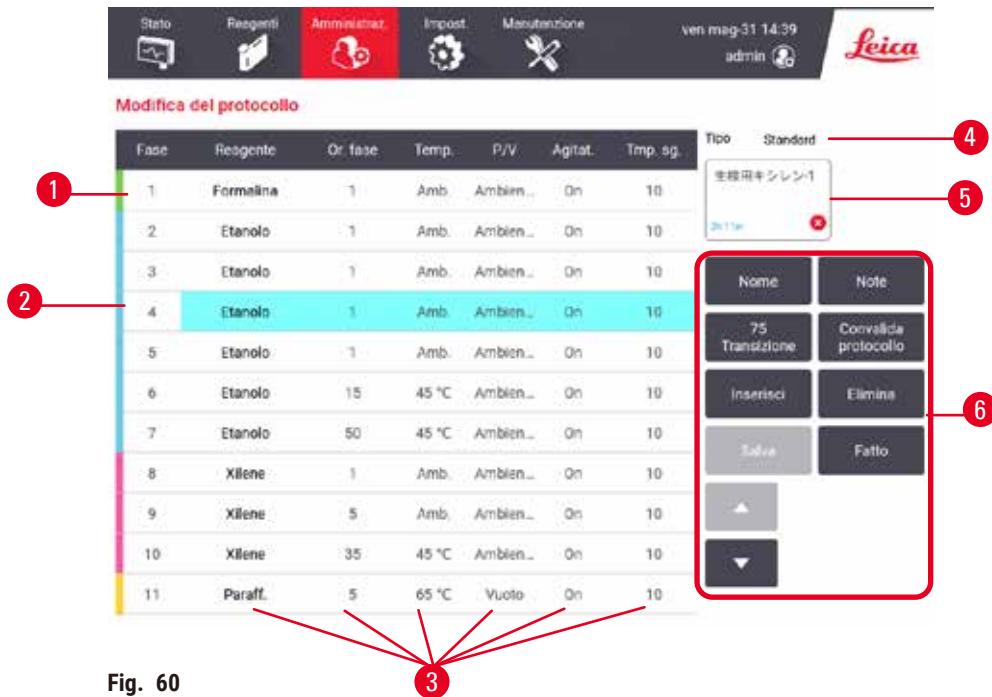 Stato Reagenti Amministraz. Impost. Manutenzione ven mag-31 14:39
admin
Leica
Modifica del protocollo
Fase Reagente Or. fase Temp. P/V Agitat. Tmp. sg.
Tipo Standard 4
1 1 Formalina 1 Amb. Ambien... On 10
生検用キシレン-1 5
2h 11m
2 Etanolo 1 Amb. Ambien... On 10
3 Etanolo 1 Amb. Ambien... On 10
2 4 Etanolo 1 Amb. Ambien... On 10
5 Etanolo 1 Amb. Ambien... On 10
6 Etanolo 15 45 °C Ambien... On 10
7 Etanolo 50 45 °C Ambien... On 10
8 Xilene 1 Amb. Ambien... On 10
9 Xilene 5 Amb. Ambien... On 10
10 Xilene 35 45 °C Ambien... On 10
11 Paraff. 5 65 °C Vuoto On 10
Nome Note
75
Transizione
Convalida
protocollo
Inserisci Elimina
6
Salva Fatto
3
Fig. 60